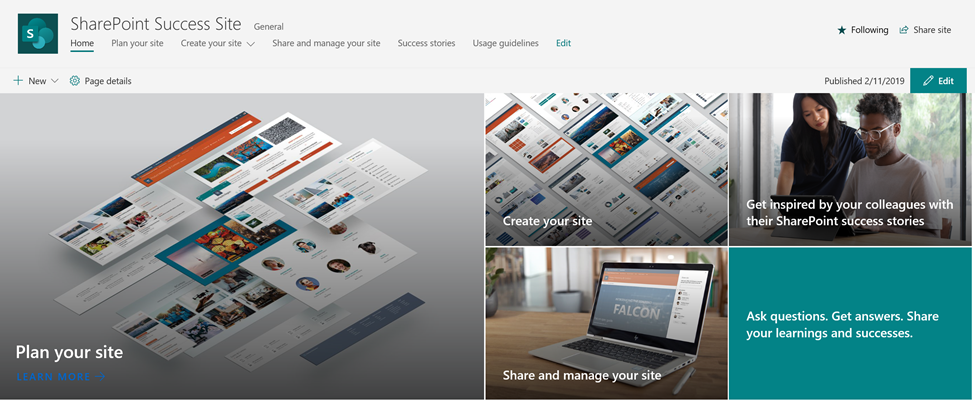 S
SharePoint Success Site
General
Home
Plan your site
Create your site
Share and manage your site
Success stories
Usage guidelines
Edit
Following
Share site
New
Page details
Published 2/11/2019
Edit
Plan your site
LEARN MORE
Create your site
Get inspired by your colleagues with
their SharePoint success stories
FALCON
Share and manage your site
Ask questions. Get answers. Share
your learnings and successes.